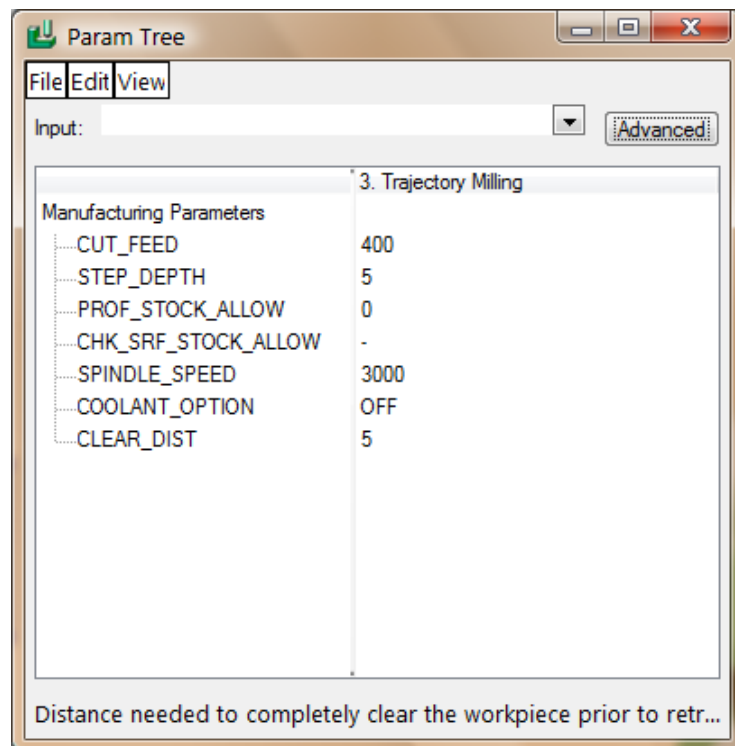 Param Tree
File Edit View
Input: Advanced
3. Trajectory Milling
Manufacturing Parameters
CUT_FEED 400
STEP_DEPTH 5
PROF_STOCK_ALLOW 0
CHK_SRF_STOCK_ALLOW -
SPINDLE_SPEED 3000
COOLANT_OPTION OFF
CLEAR_DIST 5
Distance needed to completely clear the workpiece prior to retr...